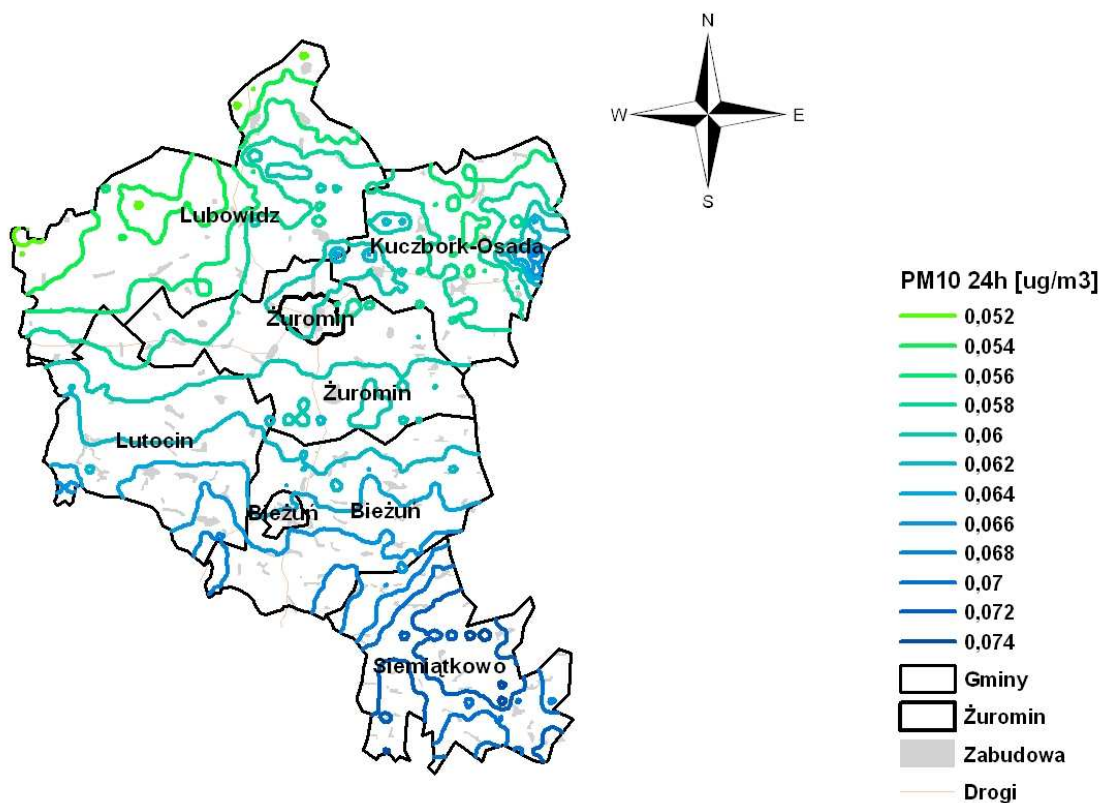 N
W
E
S
Lubowidz
Kuczbork-Osada
Żuromin
Żuromin
Lutocin
Bieżuń
Bieżuń
Siemiątkowo
PM10 24h [ug/m3]
0,052
0,054
0,056
0,058
0,06
0,062
0,064
0,066
0,068
0,07
0,072
0,074
Gminy
Żuromin
Zabudowa
Drogi